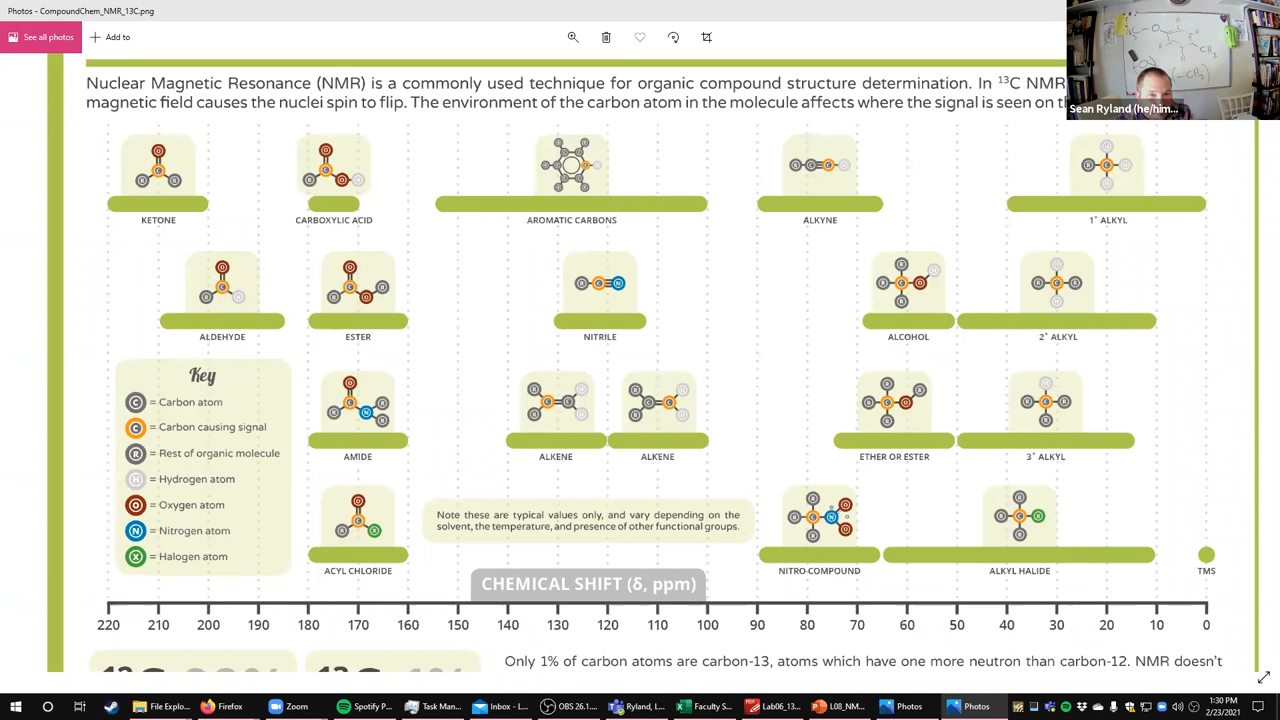 Photos - CompoundChem_NMR_13C.png
See all photos
Add to
Nuclear Magnetic Resonance (NMR) is a commonly used technique for organic compound structure determination. In ¹³C NMR
magnetic field causes the nuclei spin to flip. The environment of the carbon atom in the molecule affects where the signal is seen on t
Sean Ryland (he/him...
KETONE
CARBOXYLIC ACID
AROMATIC CARBONS
ALKYNE
1° ALKYL
ALDEHYDE
ESTER
NITRILE
ALCOHOL
2° ALKYL
Key
C = Carbon atom
C = Carbon causing signal
R = Rest of organic molecule
H = Hydrogen atom
O = Oxygen atom
N = Nitrogen atom
X = Halogen atom
AMIDE
ALKENE
ALKENE
ETHER OR ESTER
3° ALKYL
ACYL CHLORIDE
Note these are typical values only, and vary depending on the
solvent, the temperature, and presence of other functional groups.
NITRO COMPOUND
ALKYL HALIDE
TMS
CHEMICAL SHIFT (δ, ppm)
220 210 200 190 180 170 160 150 140 130 120 110 100 90 80 70 60 50 40 30 20 10 0
Only 1% of carbon atoms are carbon-13, atoms which have one more neutron than carbon-12. NMR doesn't
File Explo...
Firefox
Zoom
Spotify P...
Task Man...
Inbox - L...
OBS 26.1....
Ryland, L...
Faculty S...
Lab06_13...
L08_NM...
Photos
Photos
1:30 PM
2/23/2021